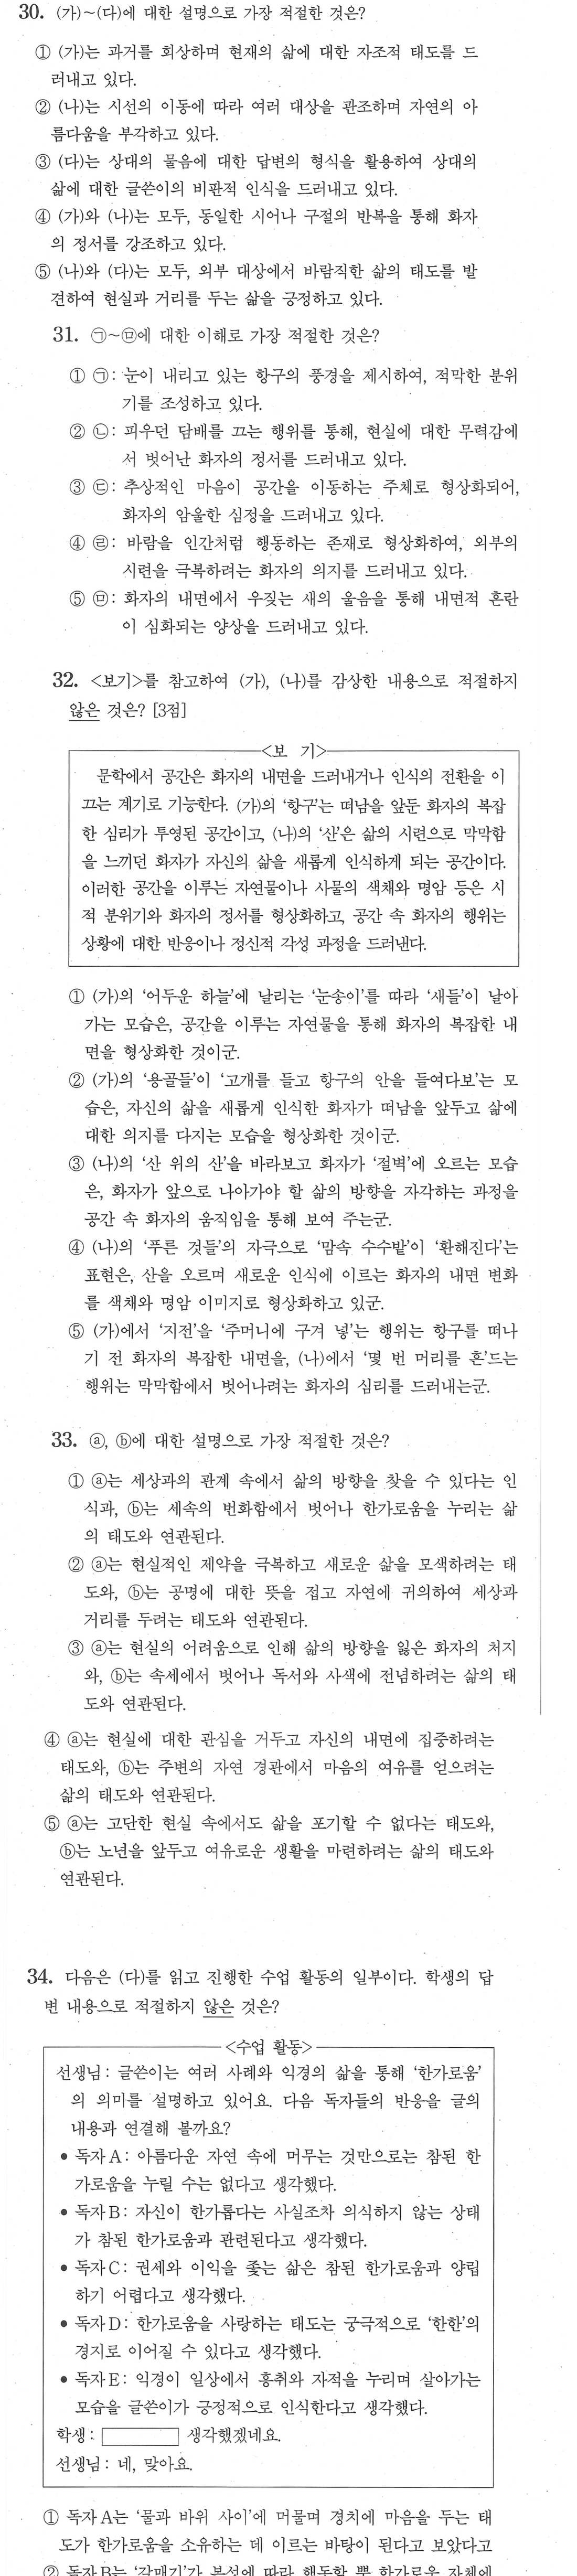 30. (가)~(다)에 대한 설명으로 가장 적절한 것은?
① (가)는 과거를 회상하며 현재의 삶에 대한 자조적 태도를 드
러내고 있다.
② (나)는 시선의 이동에 따라 여러 대상을 관조하며 자연의 아
름다움을 부각하고 있다.
③ (다)는 상대의 물음에 대한 답변의 형식을 활용하여 상대의
삶에 대한 글쓴이의 비판적 인식을 드러내고 있다.
④ (가)와 (나)는 모두, 동일한 시어나 구절의 반복을 통해 화자
의 정서를 강조하고 있다.
⑤ (나)와 (다)는 모두, 외부 대상에서 바람직한 삶의 태도를 발
견하여 현실과 거리를 두는 삶을 긍정하고 있다.
31. ㉠~㉤에 대한 이해로 가장 적절한 것은?
① ㉠: 눈이 내리고 있는 항구의 풍경을 제시하여, 적막한 분위
기를 조성하고 있다.
② ㉡: 피우던 담배를 끄는 행위를 통해, 현실에 대한 무력감에
서 벗어난 화자의 정서를 드러내고 있다.
③ ㉢: 추상적인 마음이 공간을 이동하는 주체로 형상화되어,
화자의 암울한 심정을 드러내고 있다.
④ ㉣: 바람을 인간처럼 행동하는 존재로 형상화하여, 외부의
시련을 극복하려는 화자의 의지를 드러내고 있다.
⑤ ㉤: 화자의 내면에서 우짖는 새의 울음을 통해 내면적 혼란
이 심화되는 양상을 드러내고 있다.
32. <보기>를 참고하여 (가), (나)를 감상한 내용으로 적절하지
않은 것은? [3점]
<보 기>
문학에서 공간은 화자의 내면을 드러내거나 인식의 전환을 이
끄는 계기로 기능한다. (가)의 '항구'는 떠남을 앞둔 화자의 복잡
한 심리가 투영된 공간이고, (나)의 '산'은 삶의 시련으로 막막함
을 느끼던 화자가 자신의 삶을 새롭게 인식하게 되는 공간이다.
이러한 공간을 이루는 자연물이나 사물의 색채와 명암 등은 시
적 분위기와 화자의 정서를 형상화하고, 공간 속 화자의 행위는
상황에 대한 반응이나 정신적 각성 과정을 드러낸다.
① (가)의 '어두운 하늘'에 날리는 '눈송이'를 따라 '새들'이 날아
가는 모습은, 공간을 이루는 자연물을 통해 화자의 복잡한 내
면을 형상화한 것이군.
② (가)의 '용골들'이 '고개를 들고 항구의 안을 들여다보'는 모
습은, 자신의 삶을 새롭게 인식한 화자가 떠남을 앞두고 삶에
대한 의지를 다지는 모습을 형상화한 것이군.
③ (나)의 '산 위의 산'을 바라보고 화자가 '절벽'에 오르는 모습
은, 화자가 앞으로 나아가야 할 삶의 방향을 자각하는 과정을
공간 속 화자의 움직임을 통해 보여 주는군.
④ (나)의 '푸른 것들'의 자극으로 '맘속 수수밭'이 '환해진다'는
표현은, 산을 오르며 새로운 인식에 이르는 화자의 내면 변화
를 색채와 명암 이미지로 형상화하고 있군.
⑤ (가)에서 '지전'을 '주머니에 구겨 넣'는 행위는 항구를 떠나
기 전 화자의 복잡한 내면을, (나)에서 '몇 번 머리를 흔'드는
행위는 막막함에서 벗어나려는 화자의 심리를 드러내는군.
33. ⓐ, ⓑ에 대한 설명으로 가장 적절한 것은?
① ⓐ는 세상과의 관계 속에서 삶의 방향을 찾을 수 있다는 인
식과, ⓑ는 세속의 번화함에서 벗어나 한가로움을 누리는 삶
의 태도와 연관된다.
② ⓐ는 현실적인 제약을 극복하고 새로운 삶을 모색하려는 태
도와, ⓑ는 공명에 대한 뜻을 접고 자연에 귀의하여 세상과
거리를 두려는 태도와 연관된다.
③ ⓐ는 현실의 어려움으로 인해 삶의 방향을 잃은 화자의 처지
와, ⓑ는 속세에서 벗어나 독서와 사색에 전념하려는 삶의 태
도와 연관된다.
④ ⓐ는 현실에 대한 관심을 거두고 자신의 내면에 집중하려는
태도와, ⓑ는 주변의 자연 경관에서 마음의 여유를 얻으려는
삶의 태도와 연관된다.
⑤ ⓐ는 고단한 현실 속에서도 삶을 포기할 수 없다는 태도와,
ⓑ는 노년을 앞두고 여유로운 생활을 마련하려는 삶의 태도와
연관된다.
34. 다음은 (다)를 읽고 진행한 수업 활동의 일부이다. 학생의 답
변 내용으로 적절하지 않은 것은?
<수업 활동>
선생님: 글쓴이는 여러 사례와 익경의 삶을 통해 '한가로움'
의 의미를 설명하고 있어요. 다음 독자들의 반응을 글의
내용과 연결해 볼까요?
• 독자 A: 아름다운 자연 속에 머무는 것만으로는 참된 한
가로움을 누릴 수는 없다고 생각했다.
• 독자 B: 자신이 한가롭다는 사실조차 의식하지 않는 상태
가 참된 한가로움과 관련된다고 생각했다.
• 독자 C: 권세와 이익을 좇는 삶은 참된 한가로움과 양립
하기 어렵다고 생각했다.
• 독자 D: 한가로움을 사랑하는 태도는 궁극적으로 '한한'의
경지로 이어질 수 있다고 생각했다.
• 독자 E: 익경이 일상에서 흥취와 자적을 누리며 살아가는
모습을 글쓴이가 긍정적으로 인식한다고 생각했다.
학생: 생각했겠네요.
선생님: 네, 맞아요.
① 독자 A는 '물과 바위 사이'에 머물며 경치에 마음을 두는 태
도가 한가로움을 소유하는 데 이르는 바탕이 된다고 보았다고
② 독자 B는 '갈매기'가 본성에 따라 행동할 뿐 한가로움 자체에